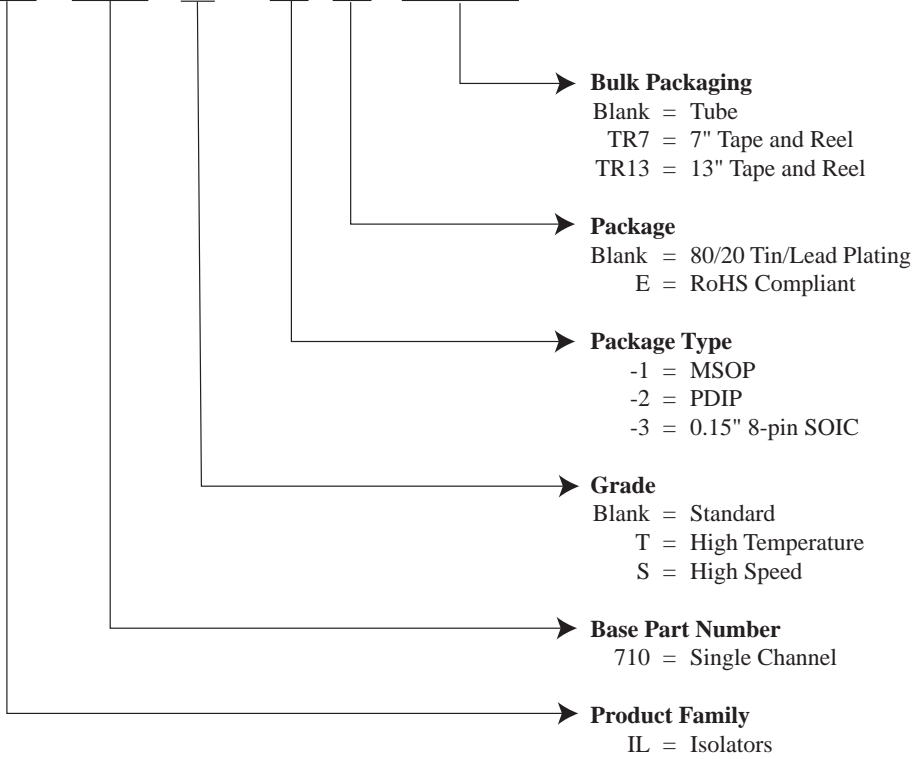 Bulk Packaging
Blank = Tube
TR7 = 7" Tape and Reel
TR13 = 13" Tape and Reel
Package
Blank = 80/20 Tin/Lead Plating
E = RoHS Compliant
Package Type
-1 = MSOP
-2 = PDIP
-3 = 0.15" 8-pin SOIC
Grade
Blank = Standard
T = High Temperature
S = High Speed
Base Part Number
710 = Single Channel
Product Family
IL = Isolators